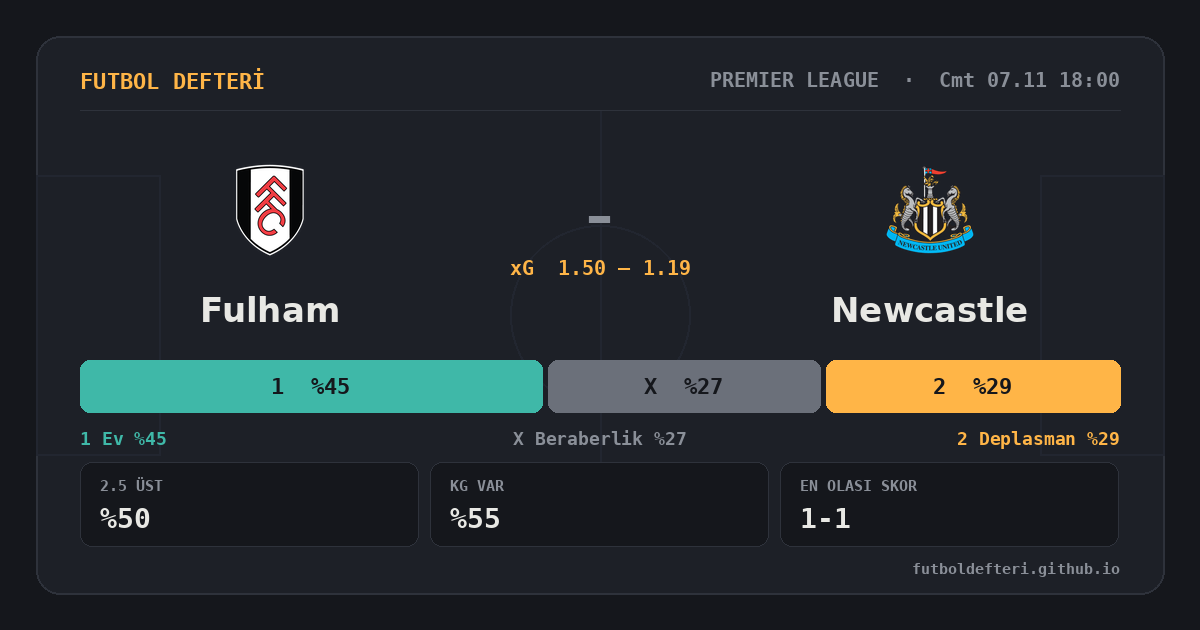 FUTBOL DEFTERİ
PREMIER LEAGUE · Cmt 07.11 18:00
NEWCASTLE UNITED
–
xG 1.50 – 1.19
Fulham
Newcastle
1 %45
X %27
2 %29
1 Ev %45
X Beraberlik %27
2 Deplasman %29
2.5 ÜST
KG VAR
EN OLASI SKOR
%50
%55
1-1
futboldefteri.github.io